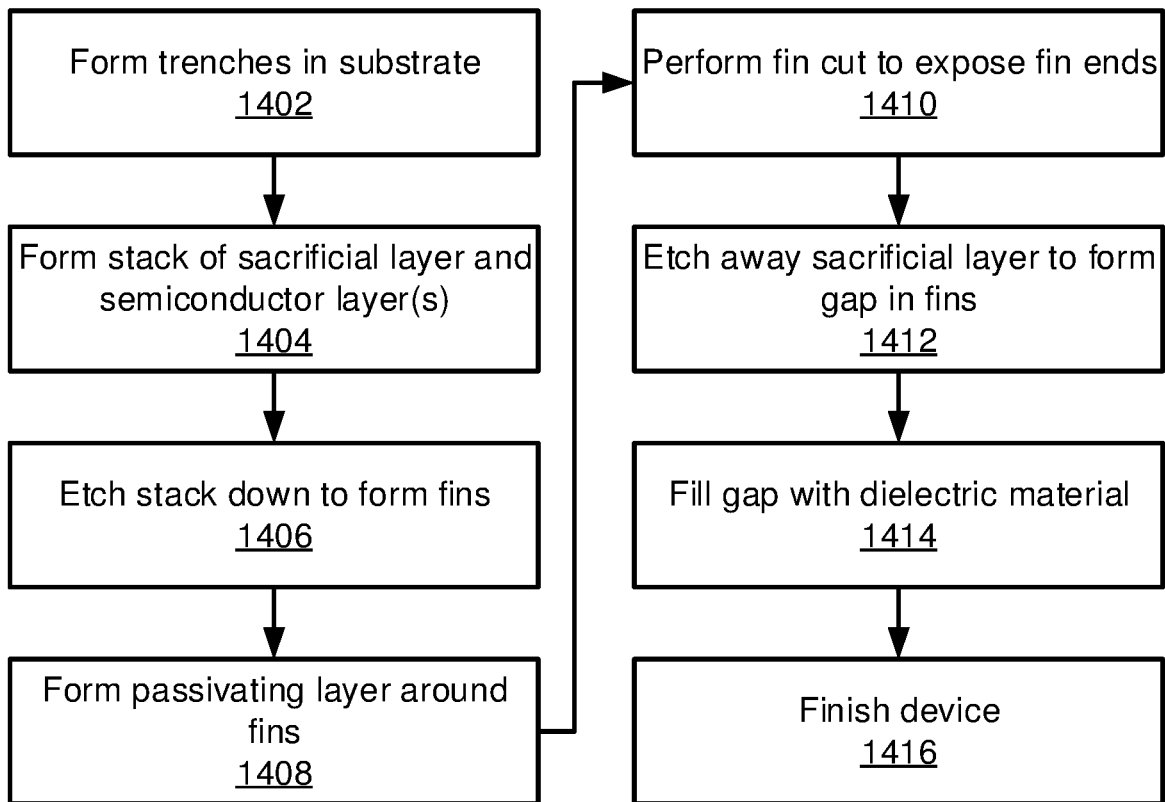 Form trenches in substrate
1402
Form stack of sacrificial layer and
semiconductor layer(s)
1404
Etch stack down to form fins
1406
Form passivating layer around
fins
1408
Perform fin cut to expose fin ends
1410
Etch away sacrificial layer to form
gap in fins
1412
Fill gap with dielectric material
1414
Finish device
1416